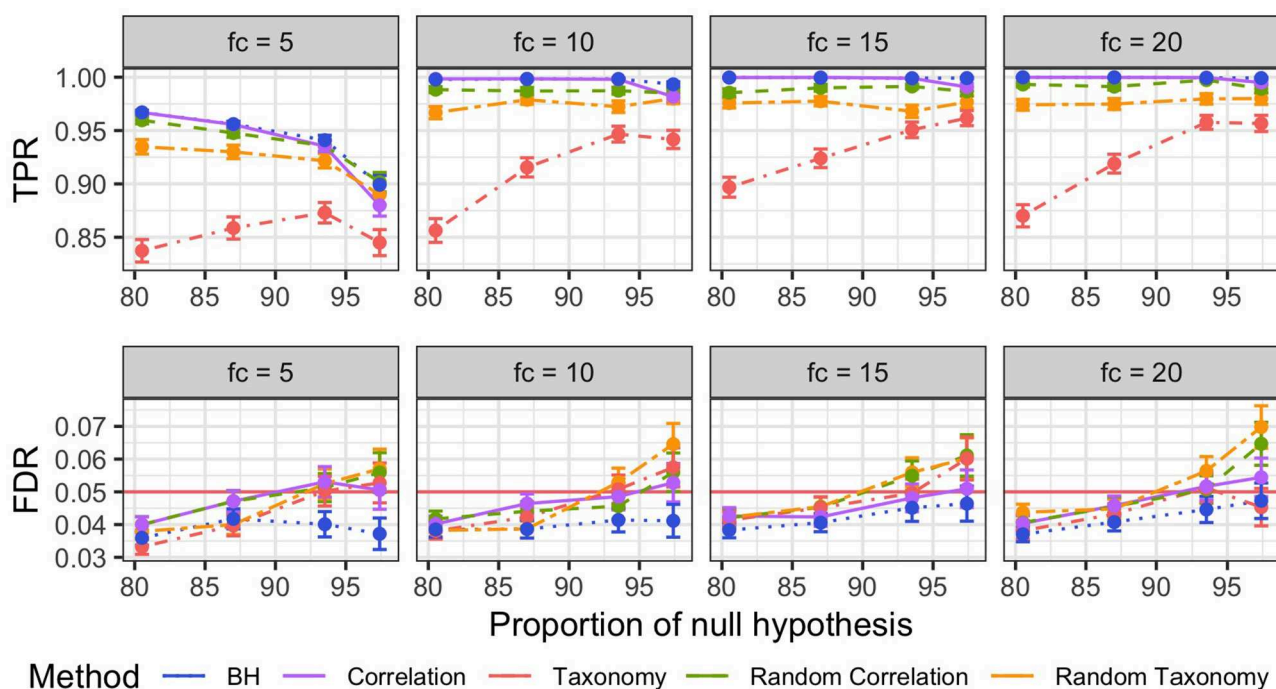 fc = 5 fc = 10 fc = 15 fc = 20
TPR
1.00
0.95
0.90
0.85
80 85 90 95 80 85 90 95 80 85 90 95 80 85 90 95
fc = 5 fc = 10 fc = 15 fc = 20
FDR
0.07
0.06
0.05
0.04
0.03
80 85 90 95 80 85 90 95 80 85 90 95 80 85 90 95
Proportion of null hypothesis
Method BH Correlation Taxonomy Random Correlation Random Taxonomy